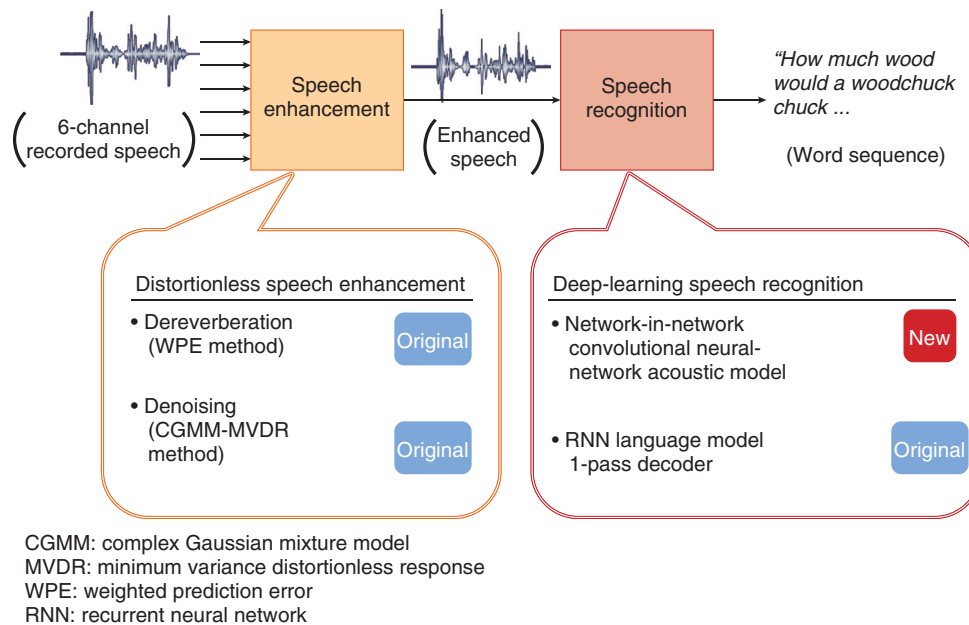 6-channel
recorded speech
Speech
enhancement
(Enhanced
speech)
Speech
recognition
“How much wood
would a woodchuck
chuck ...
(Word sequence)
Distortionless speech enhancement
• Dereverberation
(WPE method)
Original
• Denoising
(CGMM-MVDR
method)
Original
Deep-learning speech recognition
• Network-in-network
convolutional neural-
network acoustic model
New
• RNN language model
1-pass decoder
Original
CGMM: complex Gaussian mixture model
MVDR: minimum variance distortionless response
WPE: weighted prediction error
RNN: recurrent neural network